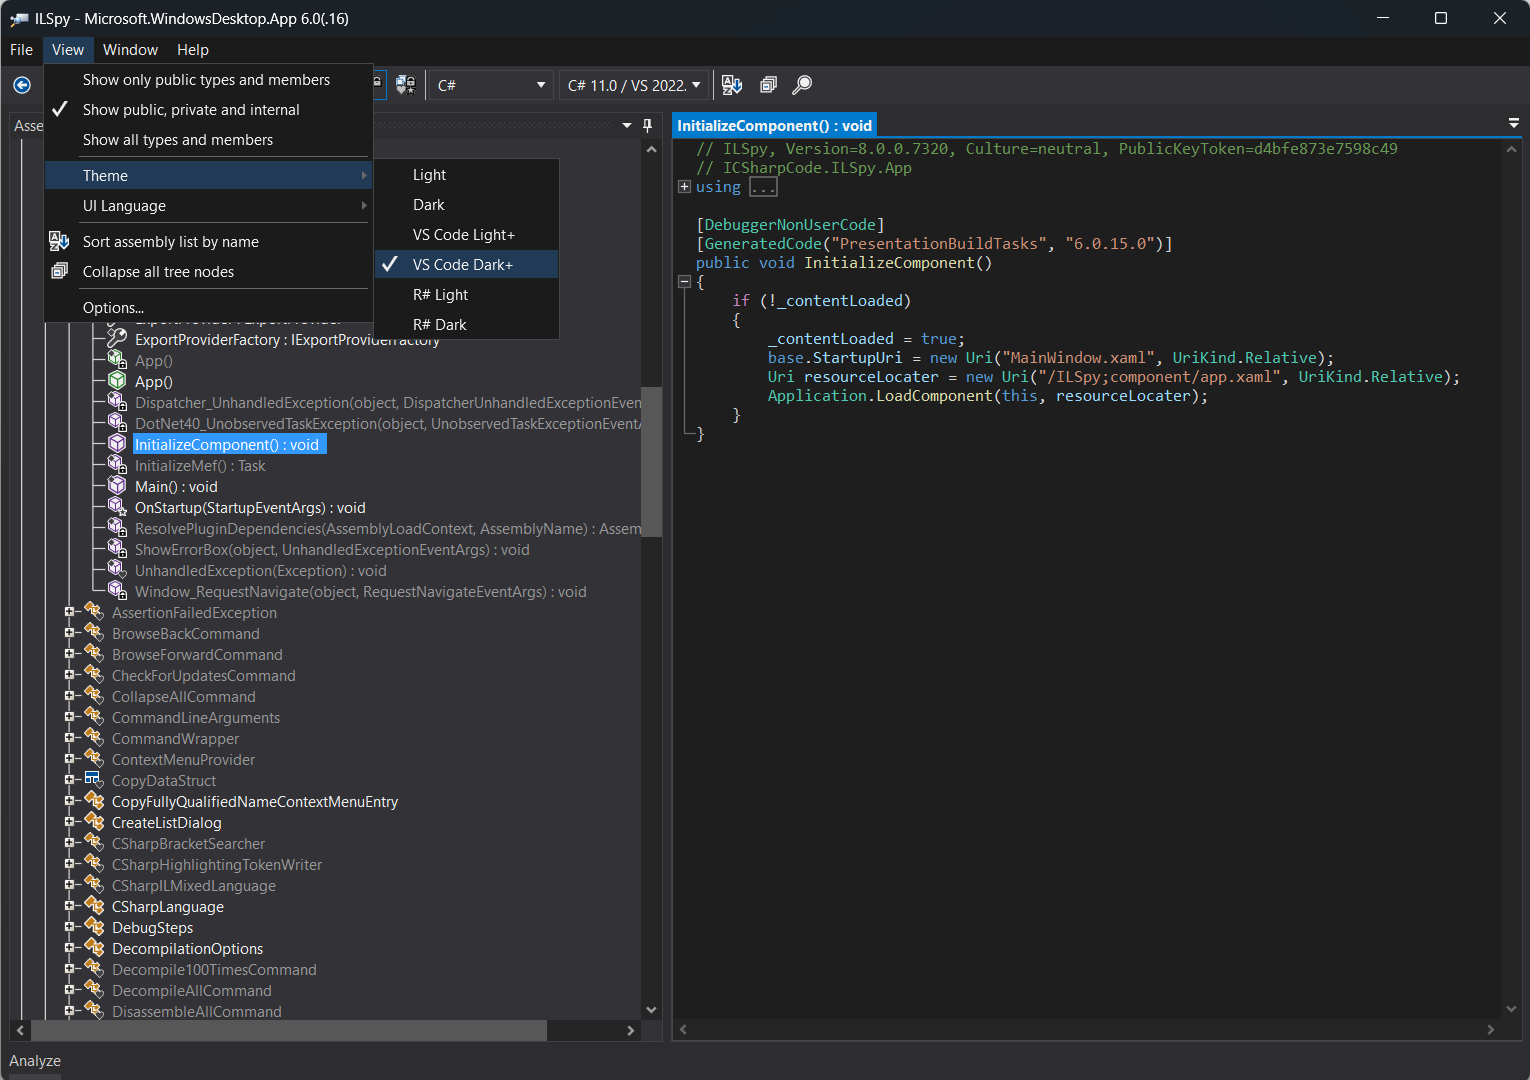 ILSpy - Microsoft.WindowsDesktop.App 6.0(.16)
File View Window Help
C# C# 11.0 / VS 2022.
Show only public types and members
Show public, private and internal
Show all types and members
Theme
UI Language
Sort assembly list by name
Collapse all tree nodes
Options...
Light
Dark
VS Code Light+
VS Code Dark+
R# Light
R# Dark
Asse
ExportProviderFactory : IExportProviderFactory
App()
App()
Dispatcher_UnhandledException(object, DispatcherUnhandledExceptionEven
DotNet40_UnobservedTaskException(object, UnobservedTaskExceptionEventA
InitializeComponent() : void
InitializeMef() : Task
Main() : void
OnStartup(StartupEventArgs) : void
ResolvePluginDependencies(AssemblyLoadContext, AssemblyName) : Assem
ShowErrorBox(object, UnhandledExceptionEventArgs) : void
UnhandledException(Exception) : void
Window_RequestNavigate(object, RequestNavigateEventArgs) : void
AssertionFailedException
BrowseBackCommand
BrowseForwardCommand
CheckForUpdatesCommand
CollapseAllCommand
CommandLineArguments
CommandWrapper
ContextMenuProvider
CopyDataStruct
CopyFullyQualifiedNameContextMenuEntry
CreateListDialog
CSharpBracketSearcher
CSharpHighlightingTokenWriter
CSharpILMixedLanguage
CSharpLanguage
DebugSteps
DecompilationOptions
Decompile100TimesCommand
DecompileAllCommand
DisassembleAllCommand
InitializeComponent() : void
// ILSpy, Version=8.0.0.7320, Culture=neutral, PublicKeyToken=d4bfe873e7598c49
// ICSharpCode.ILSpy.App
using ...
[DebuggerNonUserCode]
[GeneratedCode("PresentationBuildTasks", "6.0.15.0")]
public void InitializeComponent()
{
if (!_contentLoaded)
{
_contentLoaded = true;
base.StartupUri = new Uri("MainWindow.xaml", UriKind.Relative);
Uri resourceLocater = new Uri("/ILSpy;component/app.xaml", UriKind.Relative);
Application.LoadComponent(this, resourceLocater);
}
}
Analyze